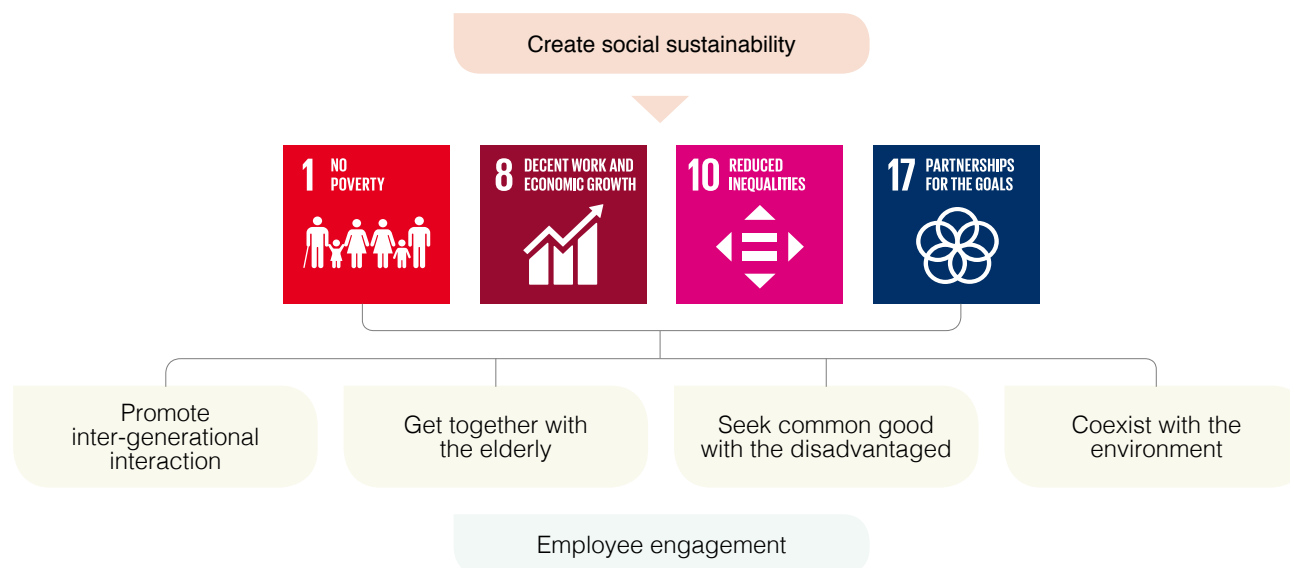 Create social sustainability
1 NO
POVERTY
8 DECENT WORK AND
ECONOMIC GROWTH
10 REDUCED
INEQUALITIES
17 PARTNERSHIPS
FOR THE GOALS
Promote
inter-generational
interaction
Get together with
the elderly
Seek common good
with the disadvantaged
Coexist with the
environment
Employee engagement